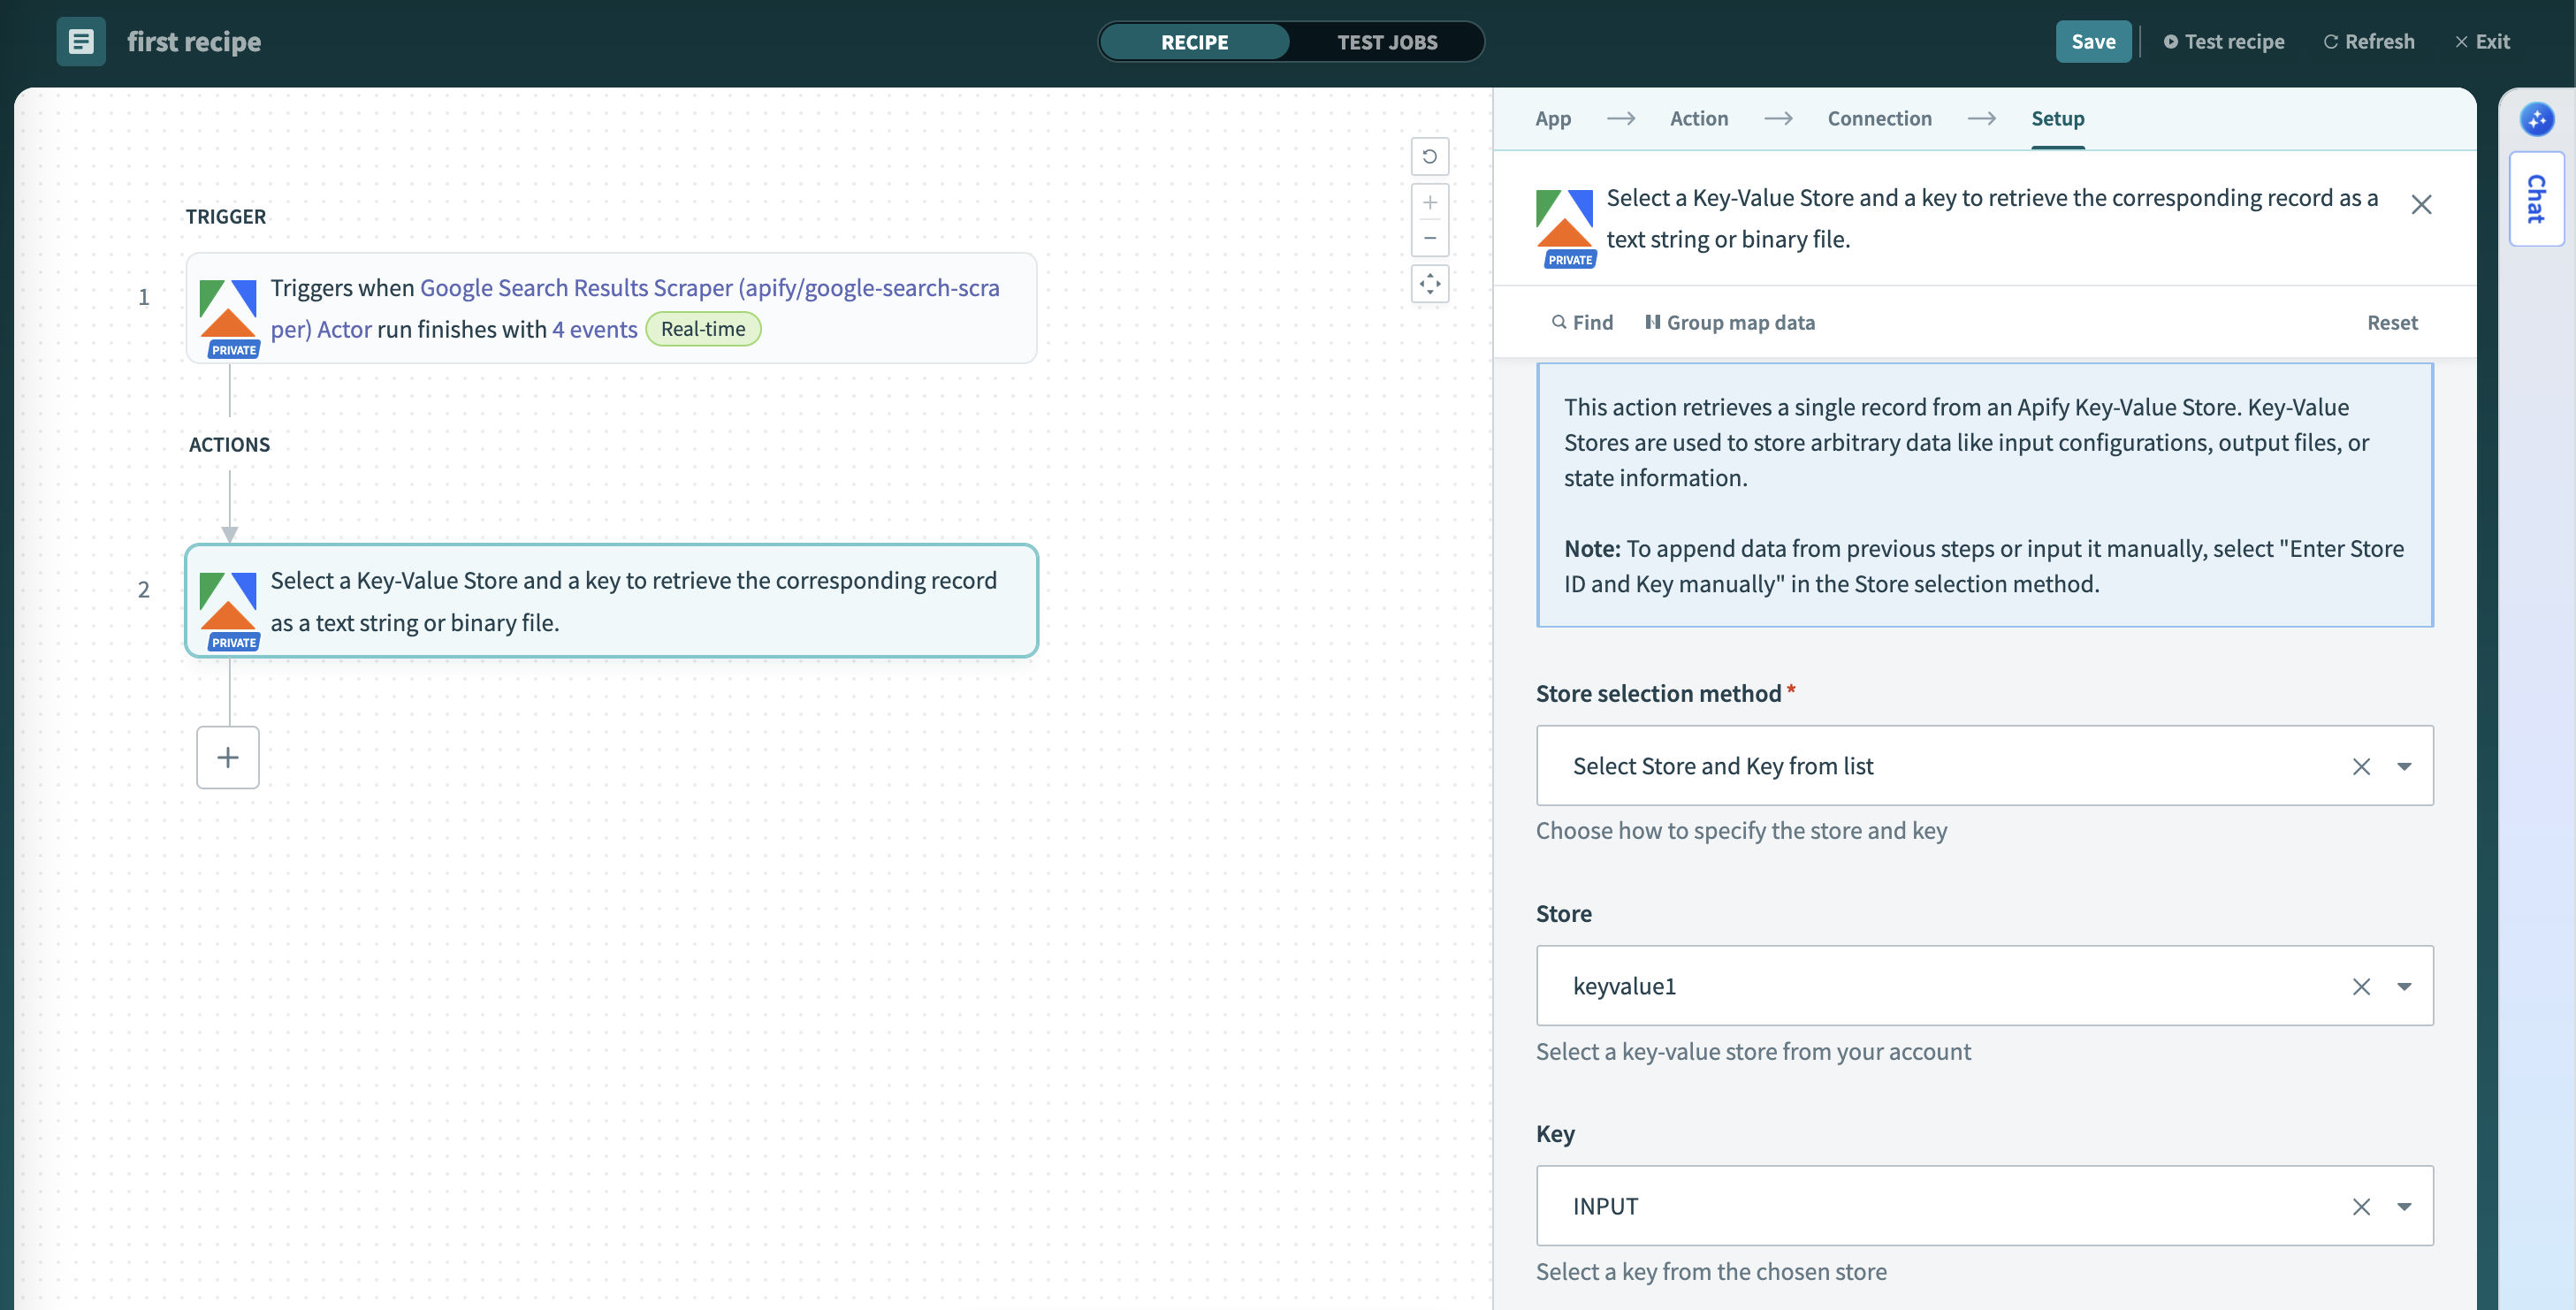 first recipe
RECIPE
TEST JOBS
Save
Test recipe
Refresh
Exit
TRIGGER
1
Triggers when Google Search Results Scraper (apify/google-search-scra
per) Actor run finishes with 4 events Real-time
PRIVATE
ACTIONS
2
Select a Key-Value Store and a key to retrieve the corresponding record
as a text string or binary file.
PRIVATE
App
Action
Connection
Setup
Select a Key-Value Store and a key to retrieve the corresponding record as a
text string or binary file.
PRIVATE
Find
Group map data
Reset
This action retrieves a single record from an Apify Key-Value Store. Key-Value
Stores are used to store arbitrary data like input configurations, output files, or
state information.
Note: To append data from previous steps or input it manually, select "Enter Store
ID and Key manually" in the Store selection method.
Store selection method *
Select Store and Key from list
Choose how to specify the store and key
Store
keyvalue1
Select a key-value store from your account
Key
INPUT
Select a key from the chosen store
Chat